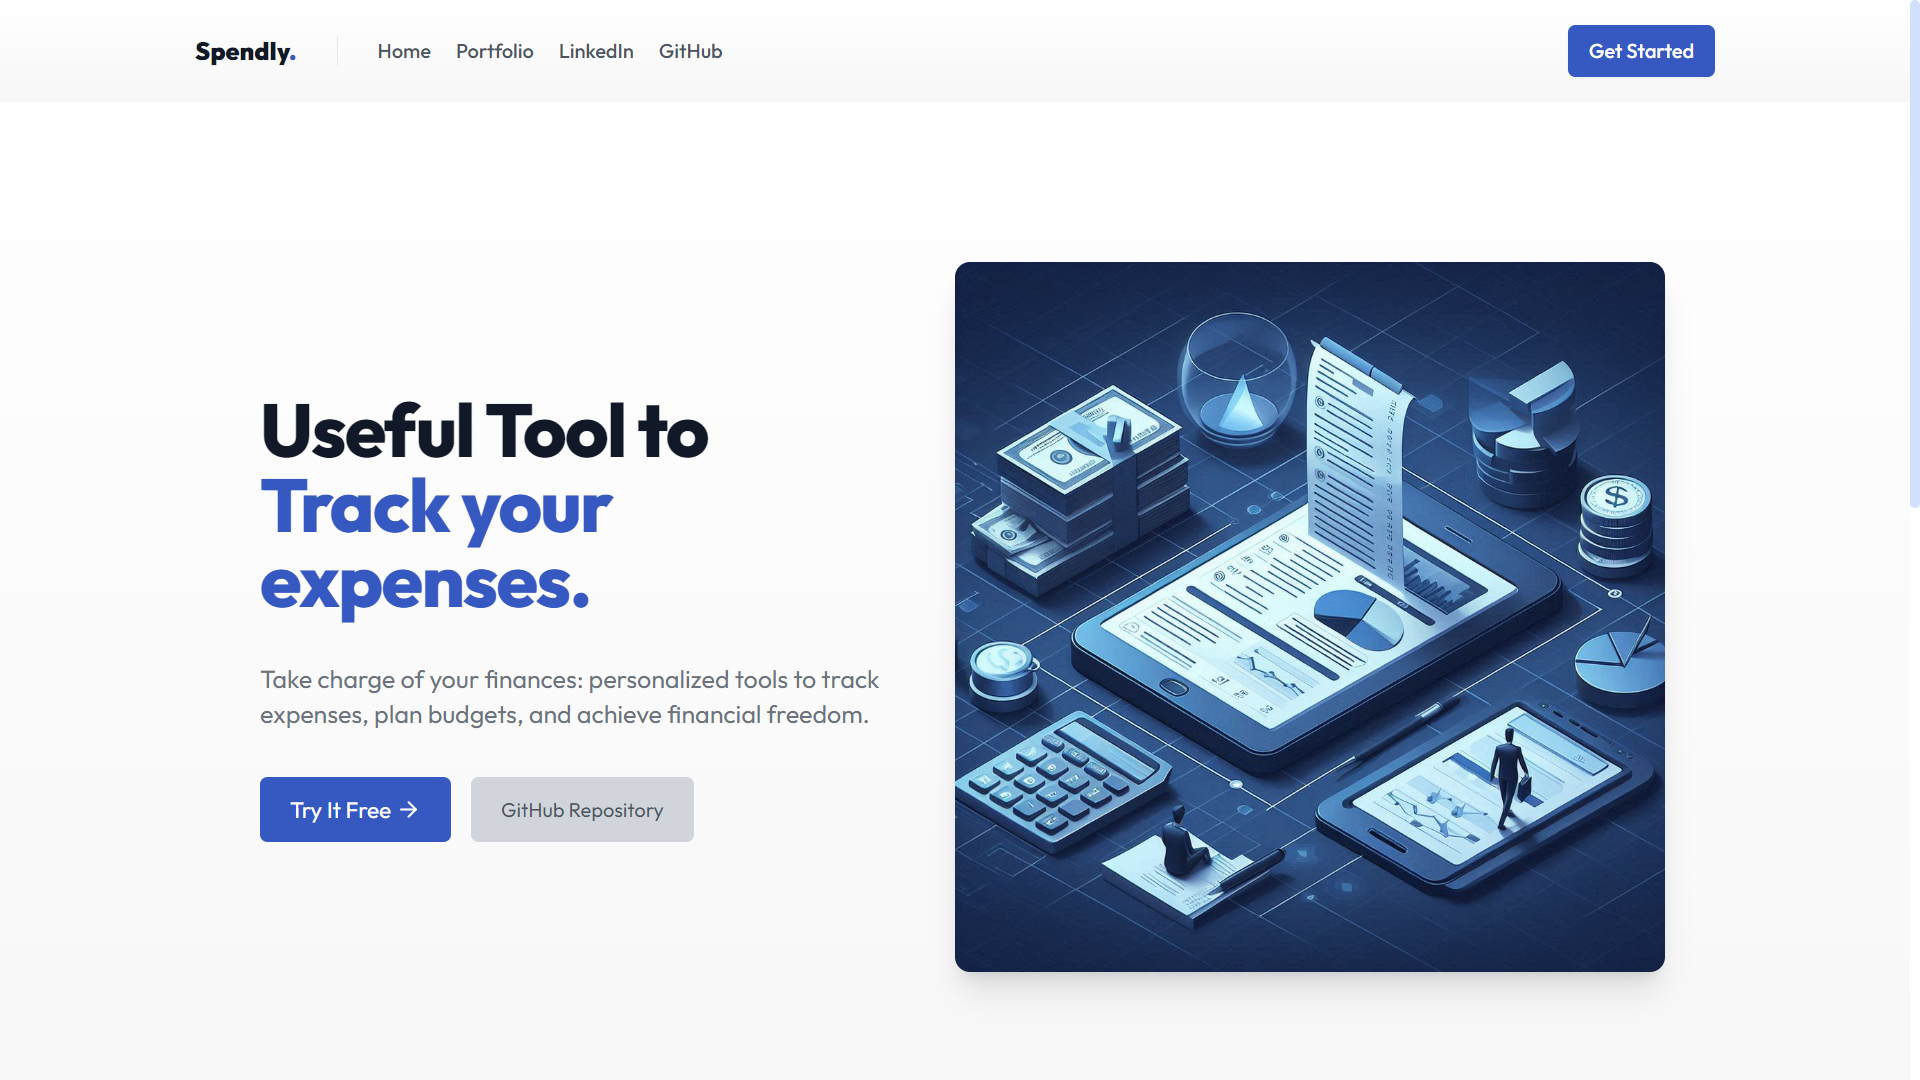 Spendly.
Home
Portfolio
LinkedIn
GitHub
Get Started
Useful Tool to
Track your
expenses.
Take charge of your finances: personalized tools to track
expenses, plan budgets, and achieve financial freedom.
Try It Free →
GitHub Repository